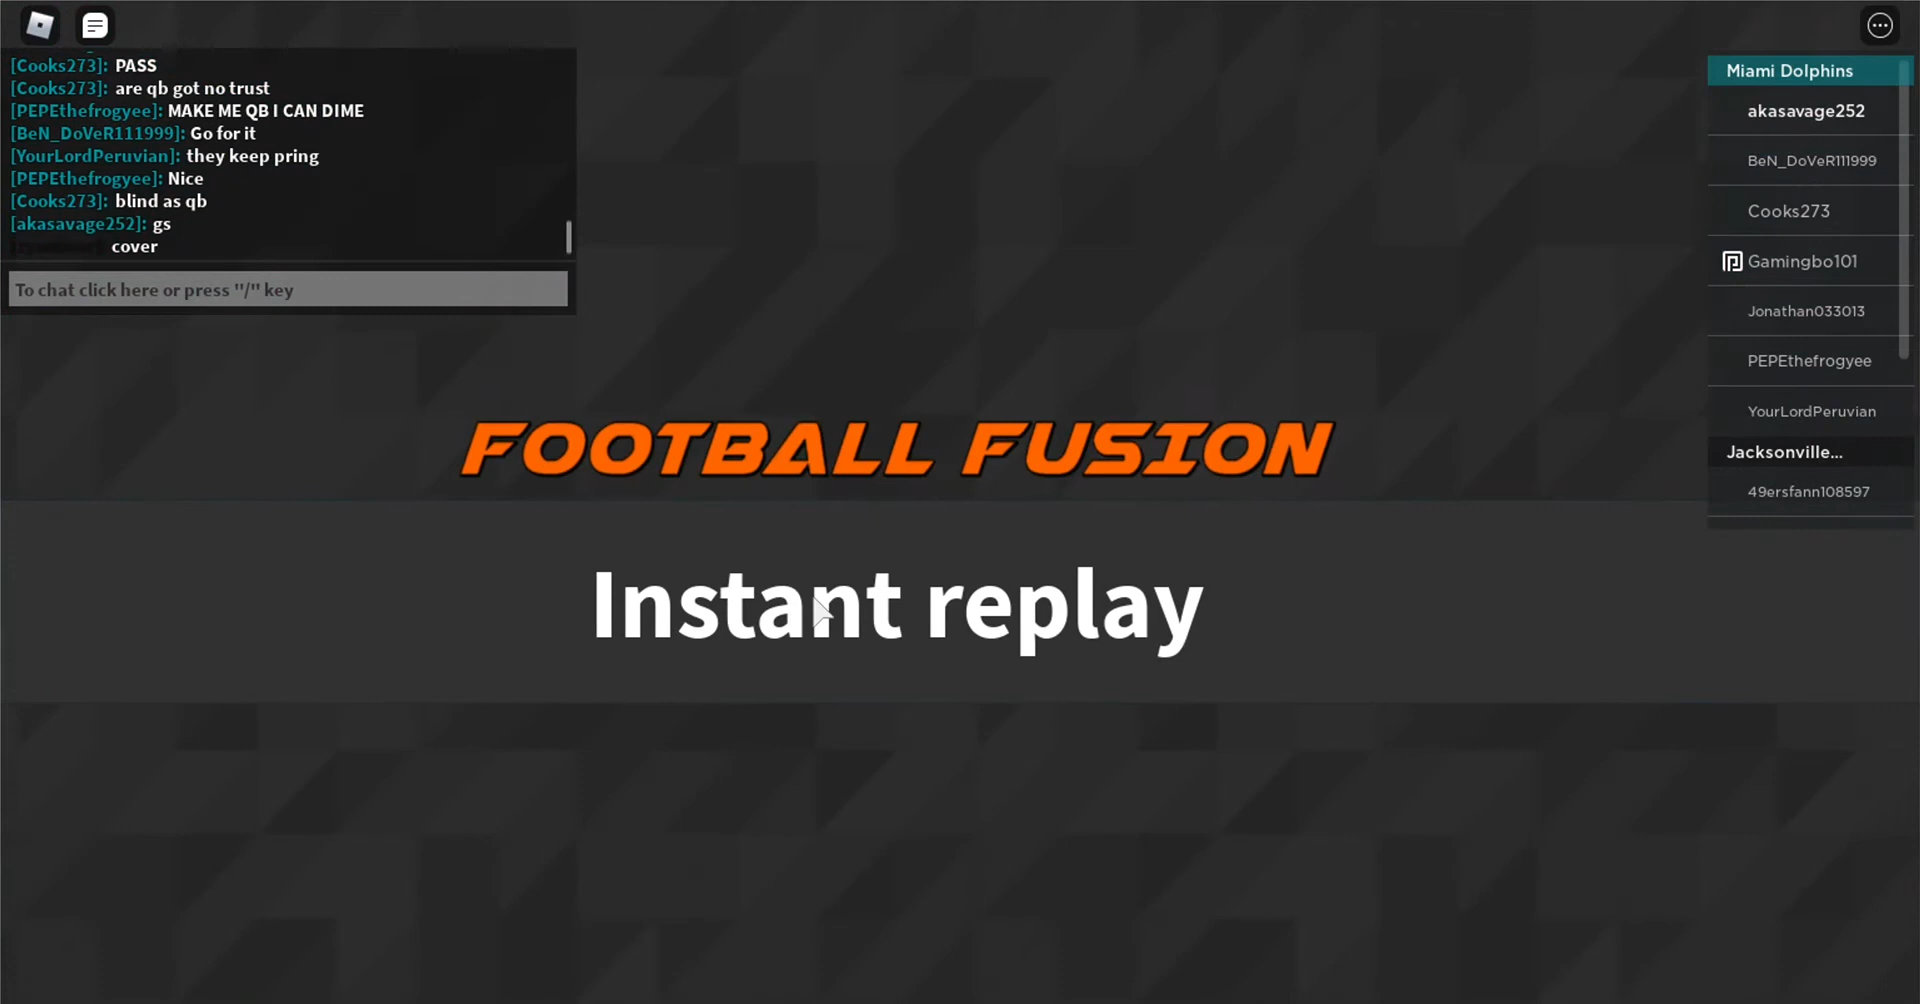 [Cooks273]: PASS
[Cooks273]: are qb got no trust
[PEPEthefrogyee]: MAKE ME QB I CAN DIME
[BeN_DoVeR111999]: Go for it
[YourLordPeruvian]: they keep pring
[PEPEthefrogyee]: Nice
[Cooks273]: blind as qb
[akasavage252]: gs
cover
To chat click here or press "/" key
Miami Dolphins
akasavage252
BeN_DoVeR111999
Cooks273
Gamingbo101
Jonathan033013
PEPEthefrogyee
YourLordPeruvian
Jacksonville...
49ersfann108597
FOOTBALL FUSION
Instant replay